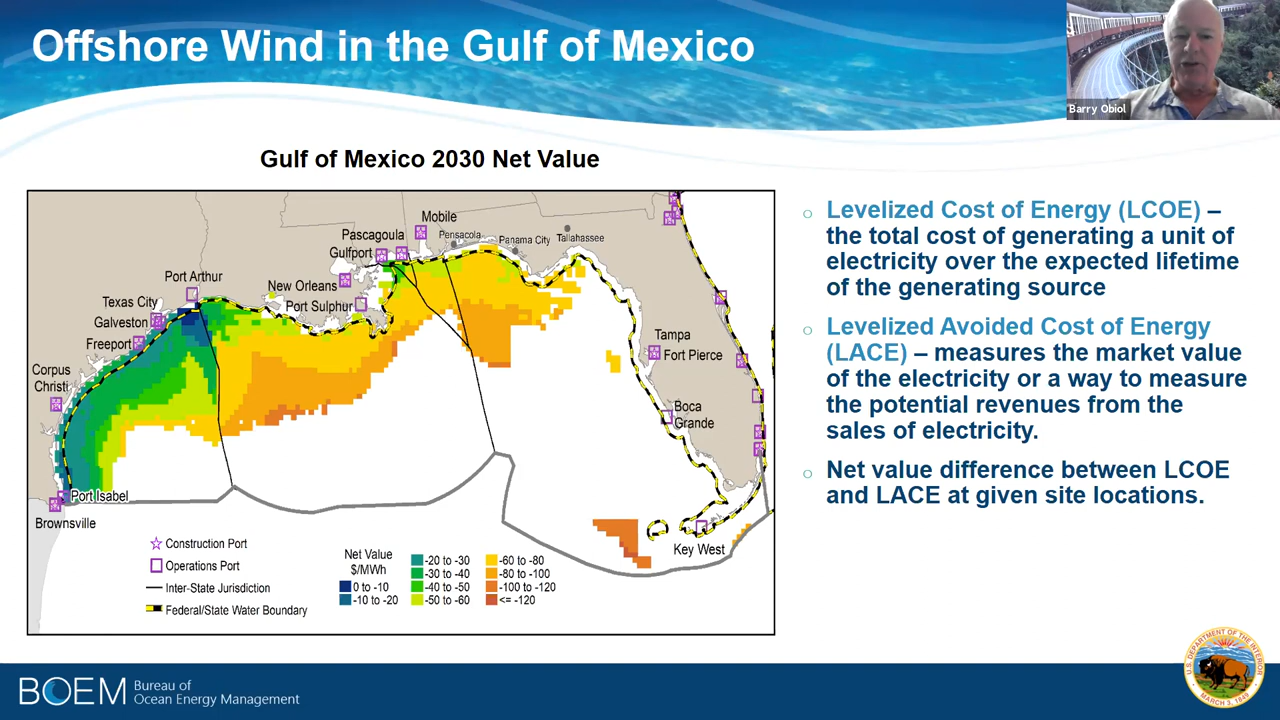 Offshore Wind in the Gulf of Mexico
Barry Obiol
Gulf of Mexico 2030 Net Value
Mobile
Pascagoula
Pensacola
Panama City
Tallahassee
Gulfport
Port Arthur
New Orleans
Port Sulphur
Texas City
Galveston
Freeport
Corpus
Christi
Tampa
Fort Pierce
Boca
Grande
Port Isabel
Brownsville
Key West
Construction Port
Operations Port
Inter-State Jurisdiction
Federal/State Water Boundary
Net Value
$/MWh
0 to -10
-10 to -20
-20 to -30
-30 to -40
-40 to -50
-50 to -60
-60 to -80
-80 to -100
-100 to -120
<= -120
○ Levelized Cost of Energy (LCOE) –
the total cost of generating a unit of
electricity over the expected lifetime
of the generating source
○ Levelized Avoided Cost of Energy
(LACE) – measures the market value
of the electricity or a way to measure
the potential revenues from the
sales of electricity.
○ Net value difference between LCOE
and LACE at given site locations.
BOEM
Bureau of
Ocean Energy Management
U.S. DEPARTMENT OF THE INTERIOR
MARCH 3, 1849